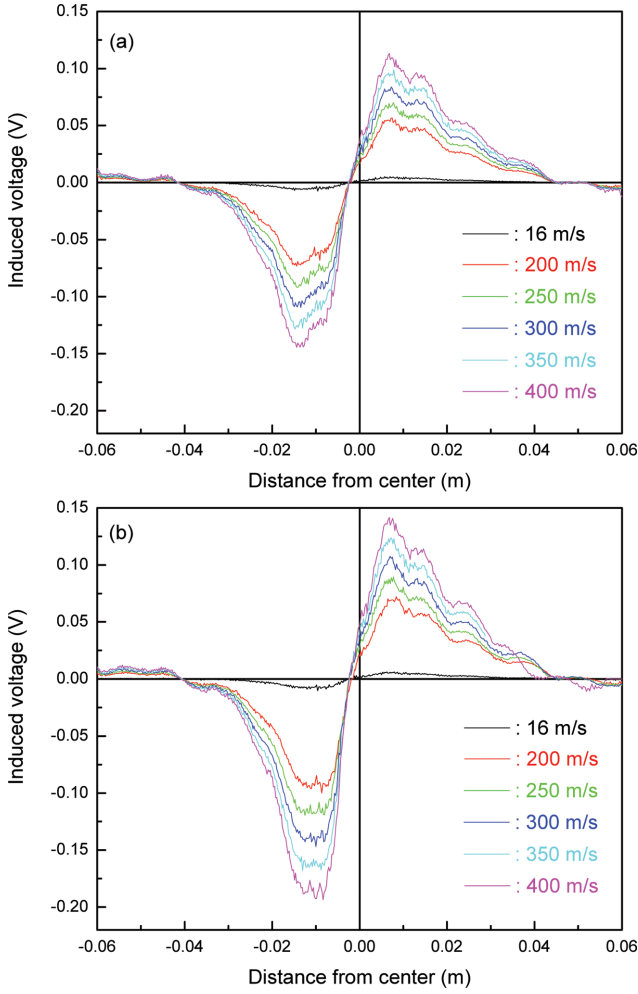 (a)
0.15
0.10
0.05
0.00
-0.05
-0.10
-0.15
-0.20
Induced voltage (V)
: 16 m/s
: 200 m/s
: 250 m/s
: 300 m/s
: 350 m/s
: 400 m/s
-0.06 -0.04 -0.02 0.00 0.02 0.04 0.06
Distance from center (m)
(b)
0.15
0.10
0.05
0.00
-0.05
-0.10
-0.15
-0.20
Induced voltage (V)
: 16 m/s
: 200 m/s
: 250 m/s
: 300 m/s
: 350 m/s
: 400 m/s
-0.06 -0.04 -0.02 0.00 0.02 0.04 0.06
Distance from center (m)